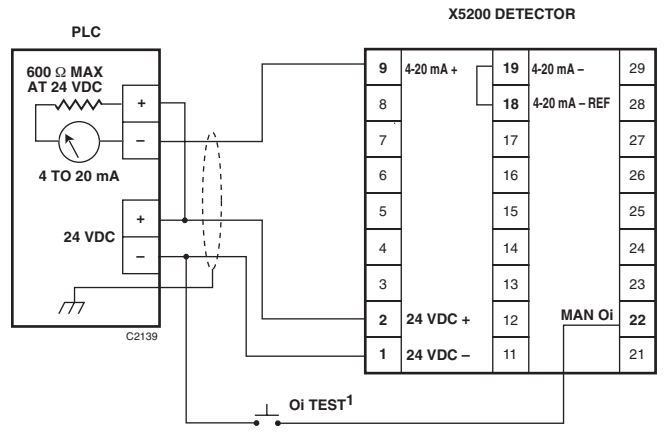 PLC
600 Ω MAX
AT 24 VDC
+
–
4 TO 20 mA
+
24 VDC
–
C2139
X5200 DETECTOR
9 4-20 mA + 19 4-20 mA – 29
8 18 4-20 mA – REF 28
7 17 27
6 16 26
5 15 25
4 14 24
3 13 23
2 24 VDC + 12 MAN Oi 22
1 24 VDC – 11 21
Oi TEST1